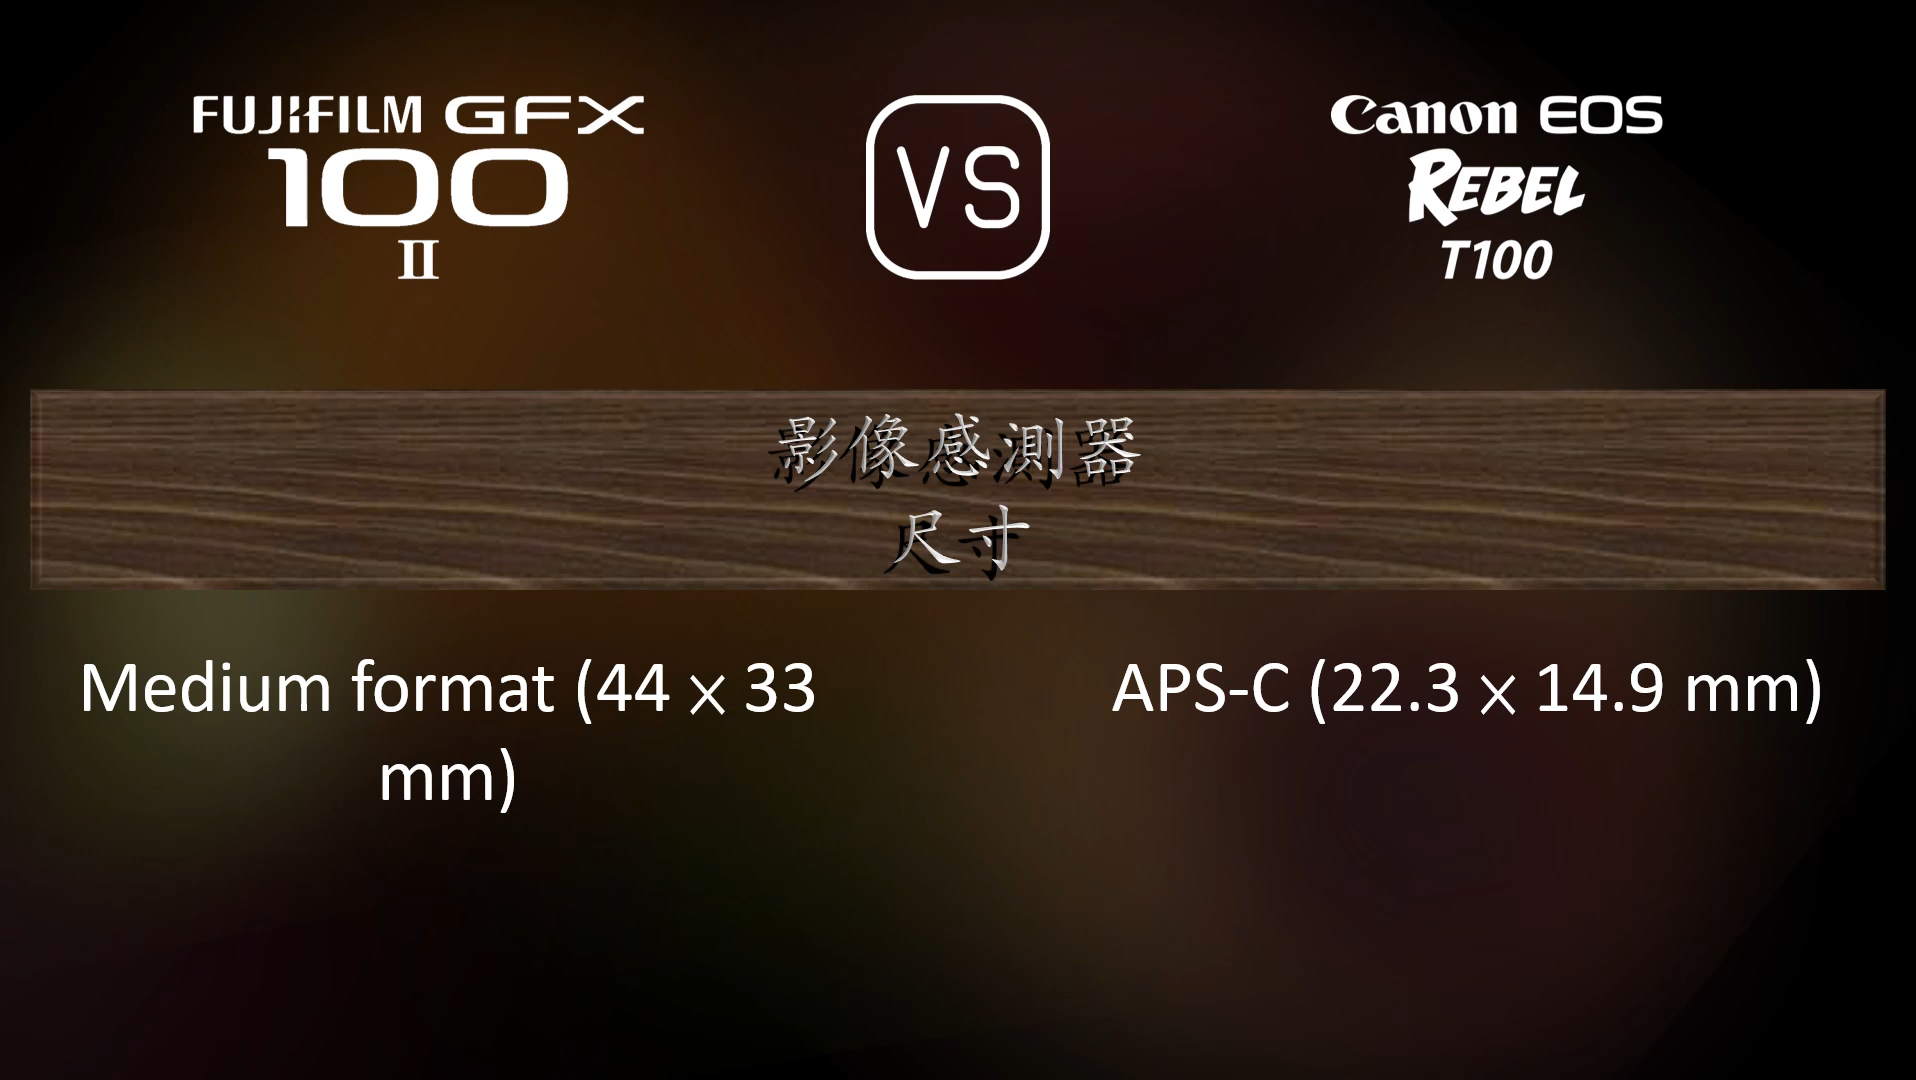 FUJIFILM GFX
100
II
VS
Canon EOS
REBEL
T100
影像感測器
尺寸
Medium format (44 x 33
mm)
APS-C (22.3 x 14.9 mm)